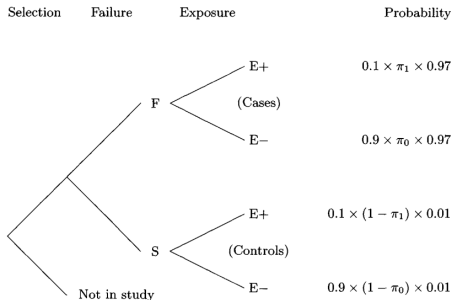 Selection Failure Exposure Probability
E+ 0.1 × π₁ × 0.97
F (Cases)
E− 0.9 × π₀ × 0.97
E+ 0.1 × (1 − π₁) × 0.01
S (Controls)
E− 0.9 × (1 − π₀) × 0.01
Not in study